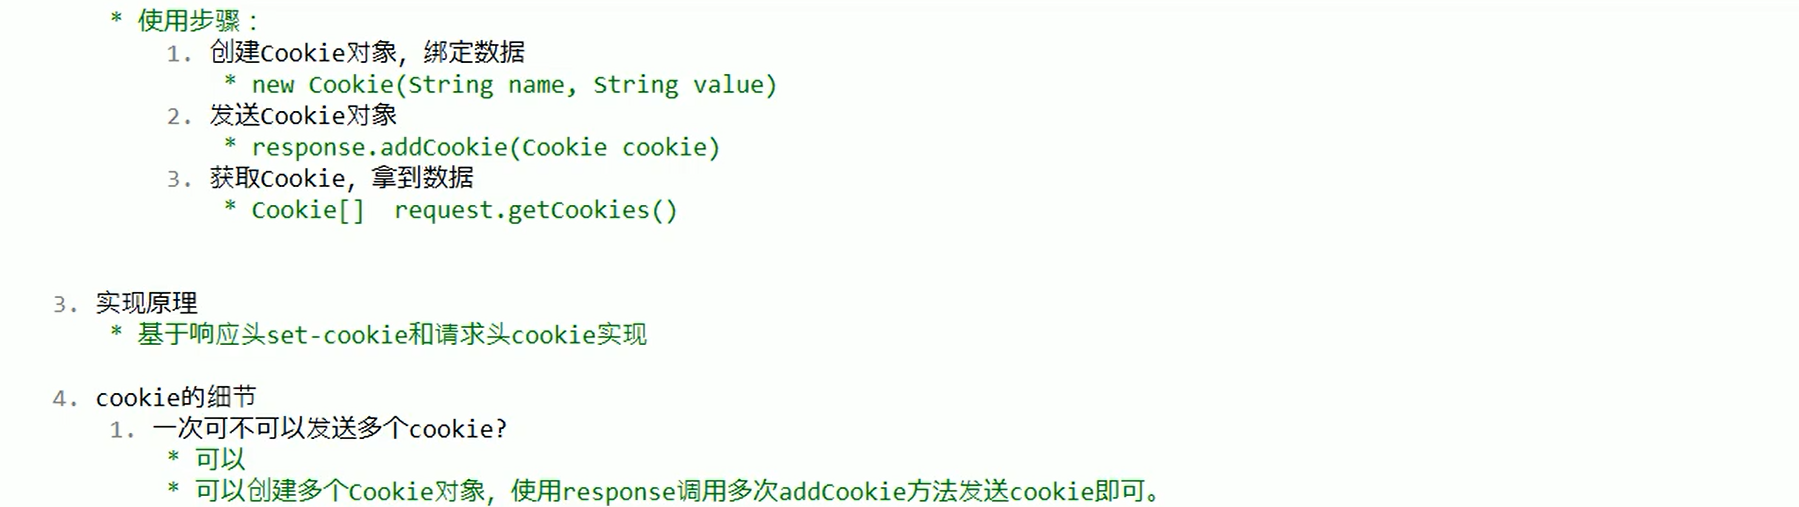 * 使用步骤：
1. 创建Cookie对象，绑定数据
* new Cookie(String name, String value)
2. 发送Cookie对象
* response.addCookie(Cookie cookie)
3. 获取Cookie，拿到数据
* Cookie[]  request.getCookies()
3. 实现原理
* 基于响应头set-cookie和请求头cookie实现
4. cookie的细节
1. 一次可不可以发送多个cookie?
* 可以
* 可以创建多个Cookie对象，使用response调用多次addCookie方法发送cookie即可。